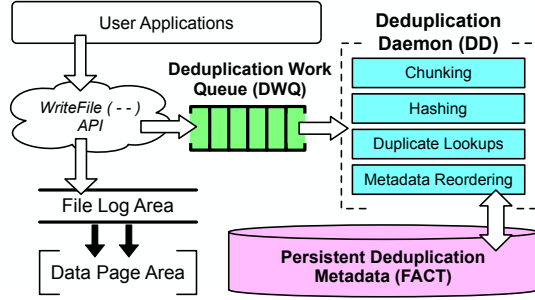 User Applications
WriteFile ( - - )
API
File Log Area
Data Page Area
Deduplication Work
Queue (DWQ)
Deduplication
Daemon (DD)
Chunking
Hashing
Duplicate Lookups
Metadata Reordering
Persistent Deduplication
Metadata (FACT)